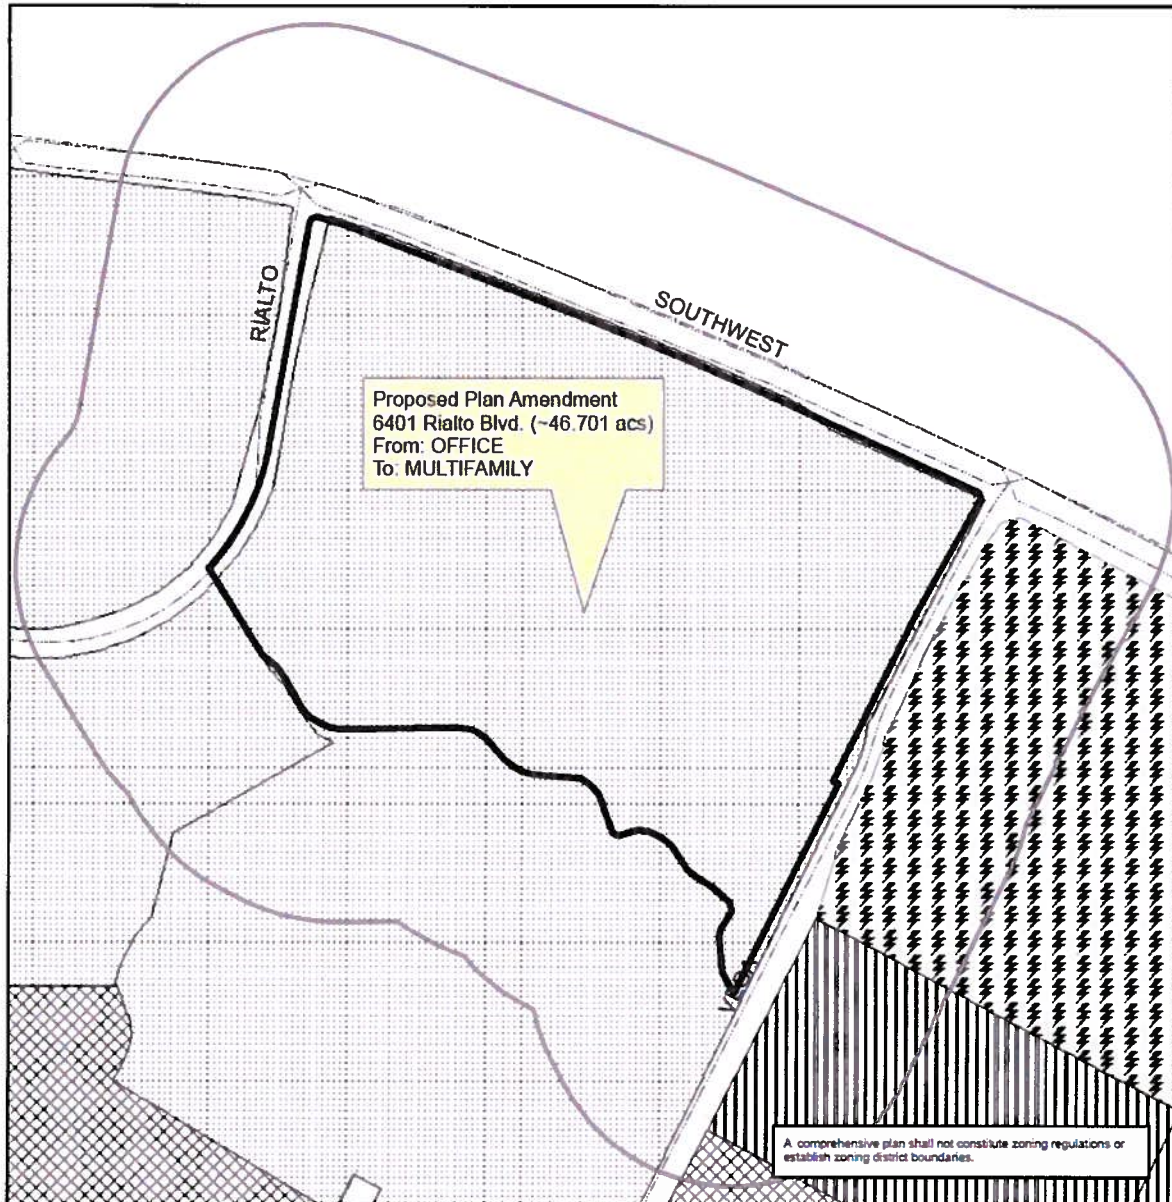 RIALTO
SOUTHWEST
Proposed Plan Amendment
6401 Rialto Blvd. (~46.701 acs)
From: OFFICE
To: MULTIFAMILY
A comprehensive plan shall not constitute zoning regulations or
establish zoning district boundaries.